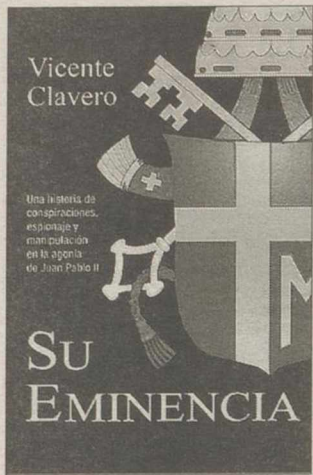 Vicente
Clavero
Una historia de
conspiraciones,
espionaje y
manipulación
en la agonía
de Juan Pablo II
M
SU
EMINENCIA